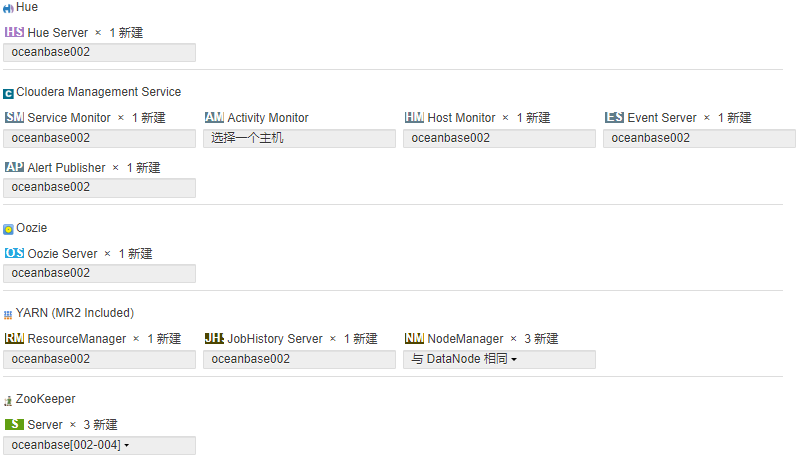 Hue
HS Hue Server × 1 新建
oceanbase002
C Cloudera Management Service
SM Service Monitor × 1 新建 AM Activity Monitor HM Host Monitor × 1 新建 ES Event Server × 1 新建
oceanbase002 选择一个主机 oceanbase002 oceanbase002
AP Alert Publisher × 1 新建
oceanbase002
Oozie
OS Oozie Server × 1 新建
oceanbase002
YARN (MR2 Included)
RM ResourceManager × 1 新建 JHS JobHistory Server × 1 新建 NM NodeManager × 3 新建
oceanbase002 oceanbase002 与 DataNode 相同
ZooKeeper
S Server × 3 新建
oceanbase[002-004]